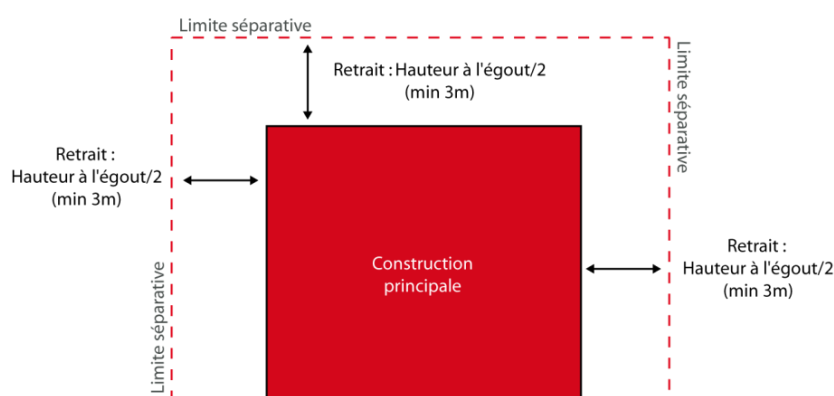 Limite séparative
Retrait : Hauteur à l'égout/2
(min 3m)
Limite séparative
Retrait :
Hauteur à l'égout/2
(min 3m)
Construction
principale
Retrait :
Hauteur à l'égout/2
(min 3m)
Limite séparative